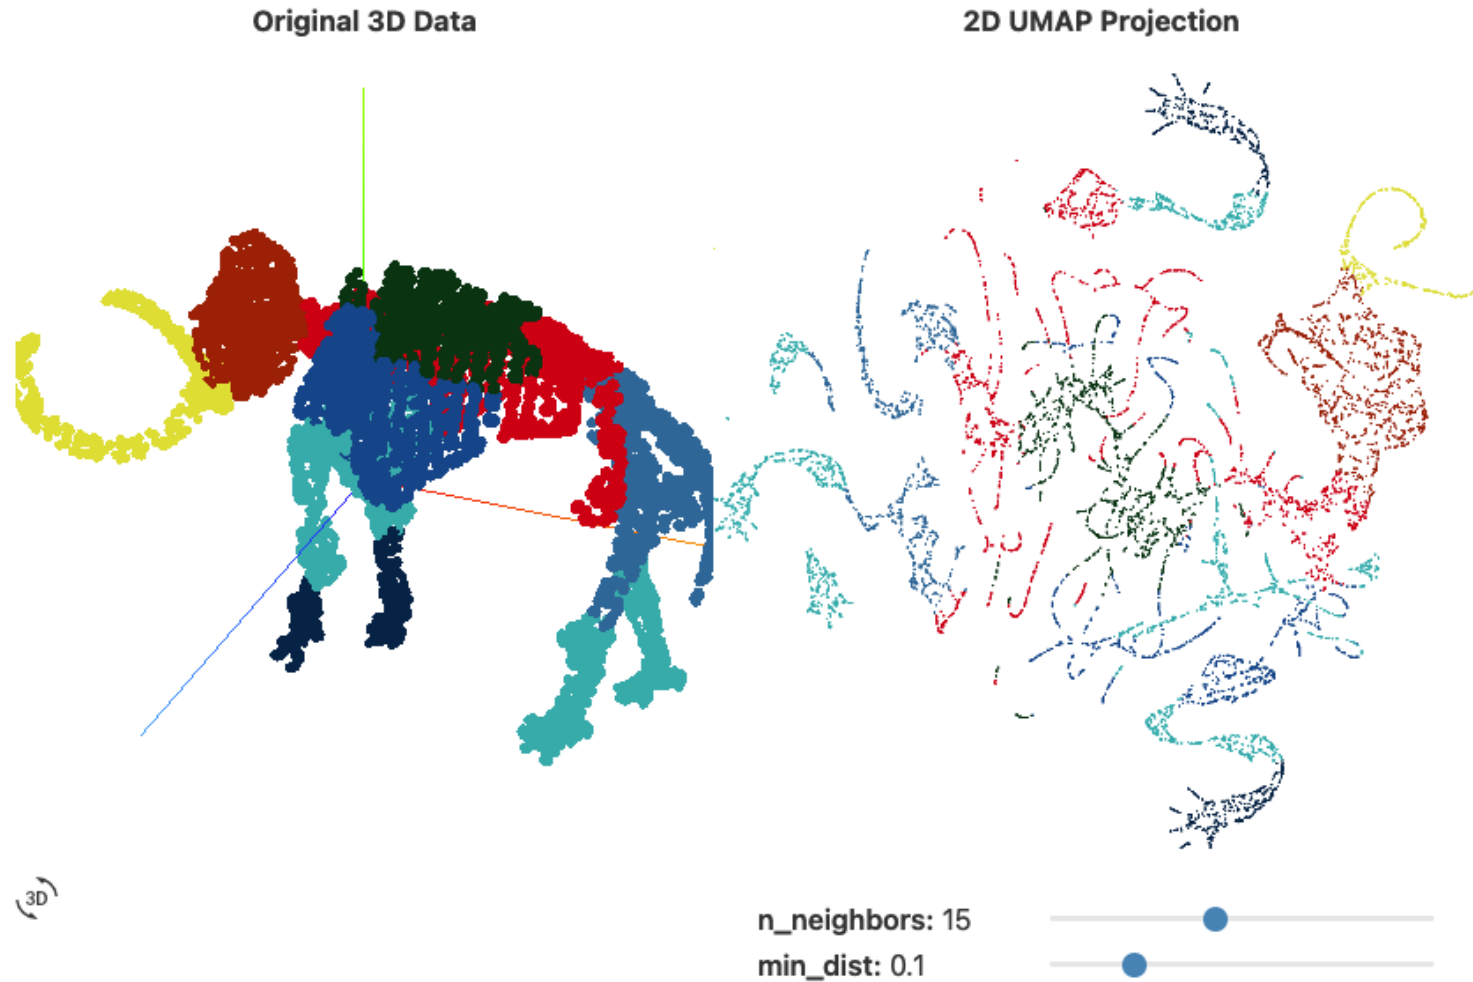 Original 3D Data
2D UMAP Projection
3D
n_neighbors: 15
min_dist: 0.1